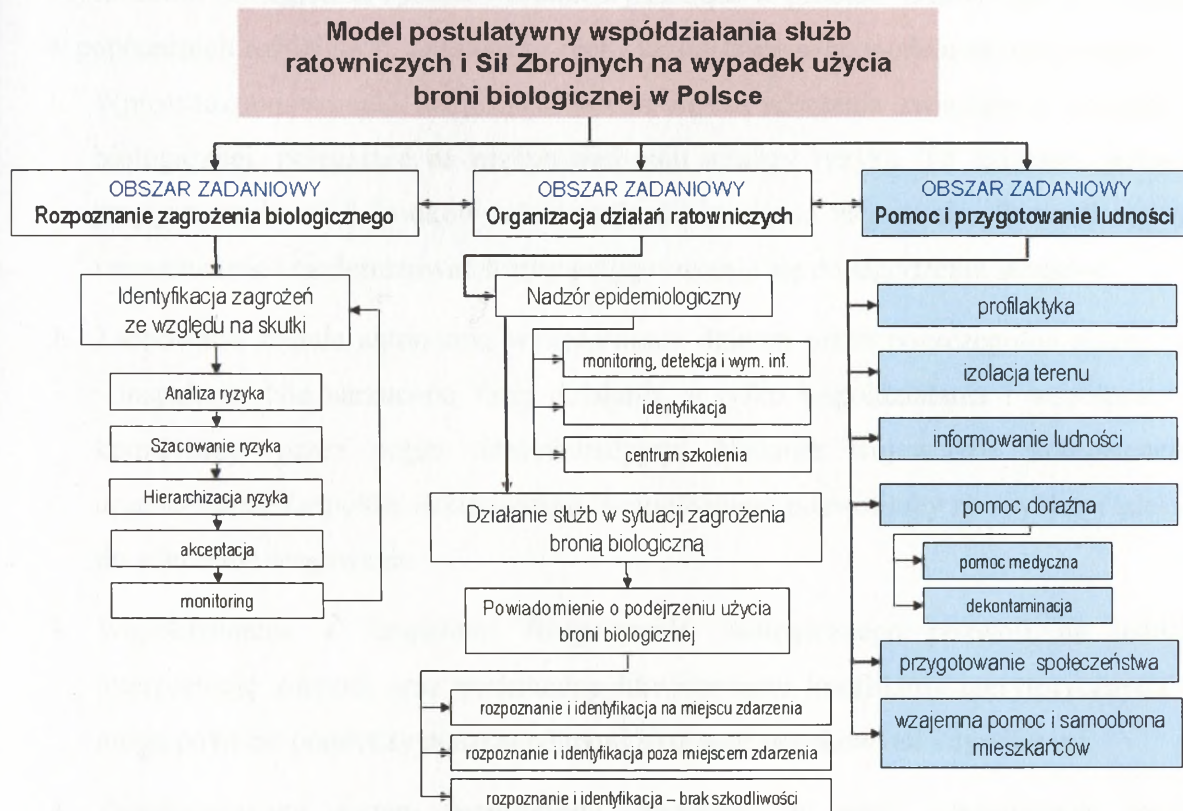 Model postulatywny współdziałania służb
ratowniczych i Sił Zbrojnych na wypadek użycia
broni biologicznej w Polsce
OBSZAR ZADANIOWY
Rozpoznanie zagrożenia biologicznego
OBSZAR ZADANIOWY
Organizacja działań ratowniczych
OBSZAR ZADANIOWY
Pomoc i przygotowanie ludności
Identyfikacja zagrożeń
ze względu na skutki
Analiza ryzyka
Szacowanie ryzyka
Hierarchizacja ryzyka
akceptacja
monitoring
Nadzór epidemiologiczny
monitoring, detekcja i wym. inf.
identyfikacja
centrum szkolenia
Działanie służb w sytuacji zagrożenia
bronią biologiczną
Powiadomienie o podejrzeniu użycia
broni biologicznej
rozpoznanie i identyfikacja na miejscu zdarzenia
rozpoznanie i identyfikacja poza miejscem zdarzenia
rozpoznanie i identyfikacja – brak szkodliwości
profilaktyka
izolacja terenu
informowanie ludności
pomoc doraźna
pomoc medyczna
dekontaminacja
przygotowanie społeczeństwa
wzajemna pomoc i samoobrona
mieszkańców